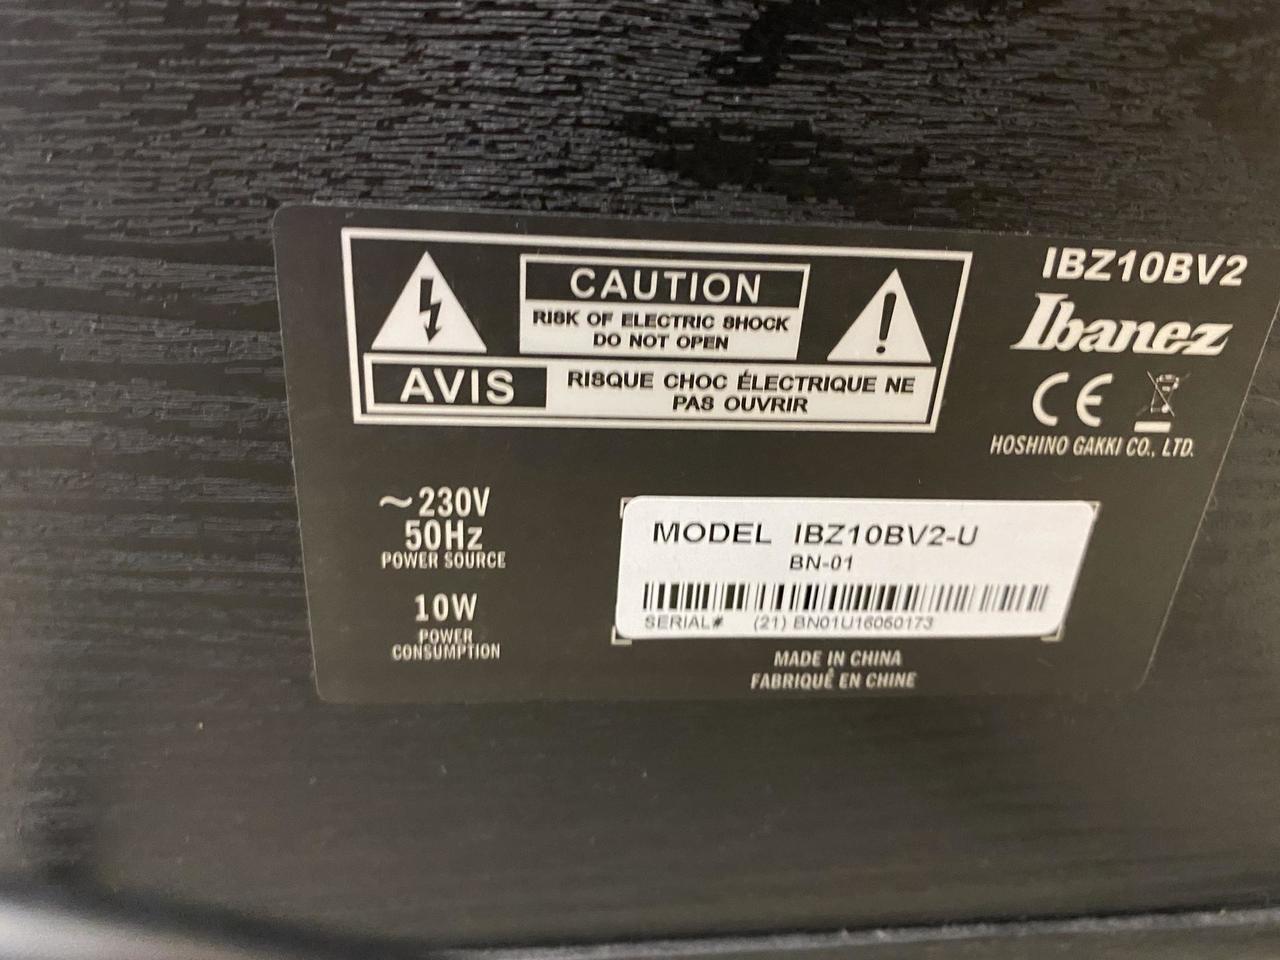 CAUTION
RISK OF ELECTRIC SHOCK
DO NOT OPEN
AVIS
RISQUE CHOC ÉLECTRIQUE NE
PAS OUVRIR
IBZ10BV2
Ibanez
CE
HOSHINO GAKKI CO., LTD.
~230V
50Hz
POWER SOURCE
10W
POWER
CONSUMPTION
MODEL IBZ10BV2-U
BN-01
SERIAL# (21) BN01U16060173
MADE IN CHINA
FABRIQUÉ EN CHINE